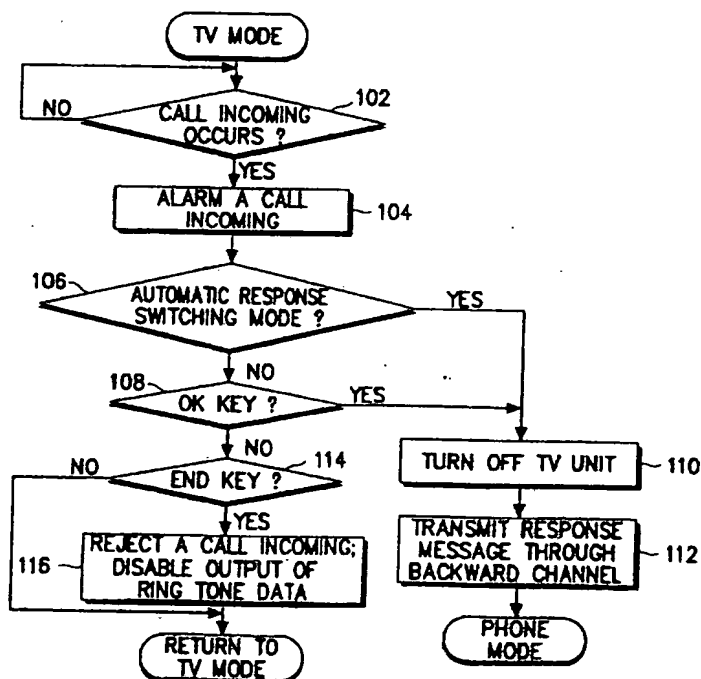 TV MODE
102
NO
CALL INCOMING
OCCURS ?
YES
ALARM A CALL
INCOMING
104
106
AUTOMATIC RESPONSE
SWITCHING MODE ?
YES
NO
108
OK KEY ?
YES
NO
NO
114
END KEY ?
TURN OFF TV UNIT
110
YES
116
REJECT A CALL INCOMING;
DISABLE OUTPUT OF
RING TONE DATA
TRANSMIT RESPONSE
MESSAGE THROUGH
BACKWARD CHANNEL
112
RETURN TO
TV MODE
PHONE
MODE